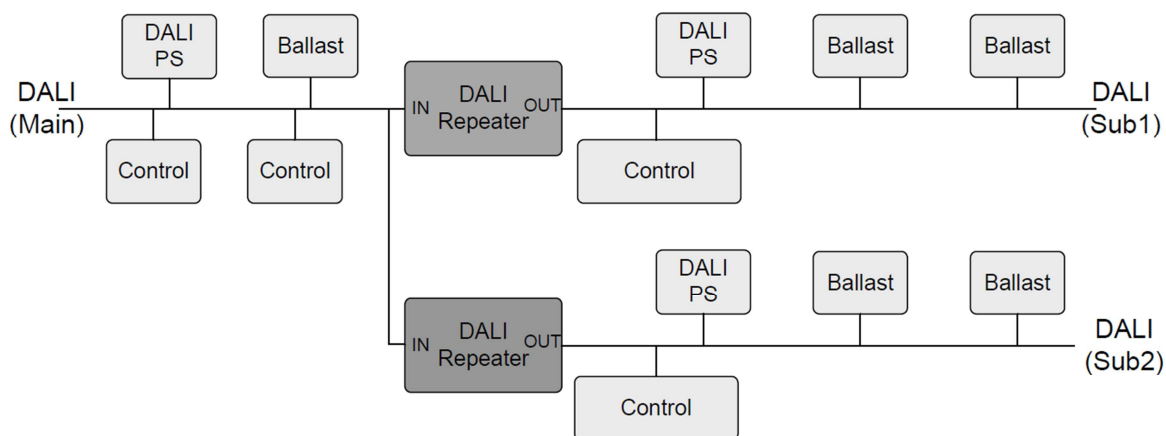 DALI
PS
Ballast
DALI
(Main)
Control
Control
IN
DALI
Repeater
OUT
DALI
PS
Ballast
Ballast
DALI
(Sub1)
Control
IN
DALI
Repeater
OUT
DALI
PS
Ballast
Ballast
DALI
(Sub2)
Control